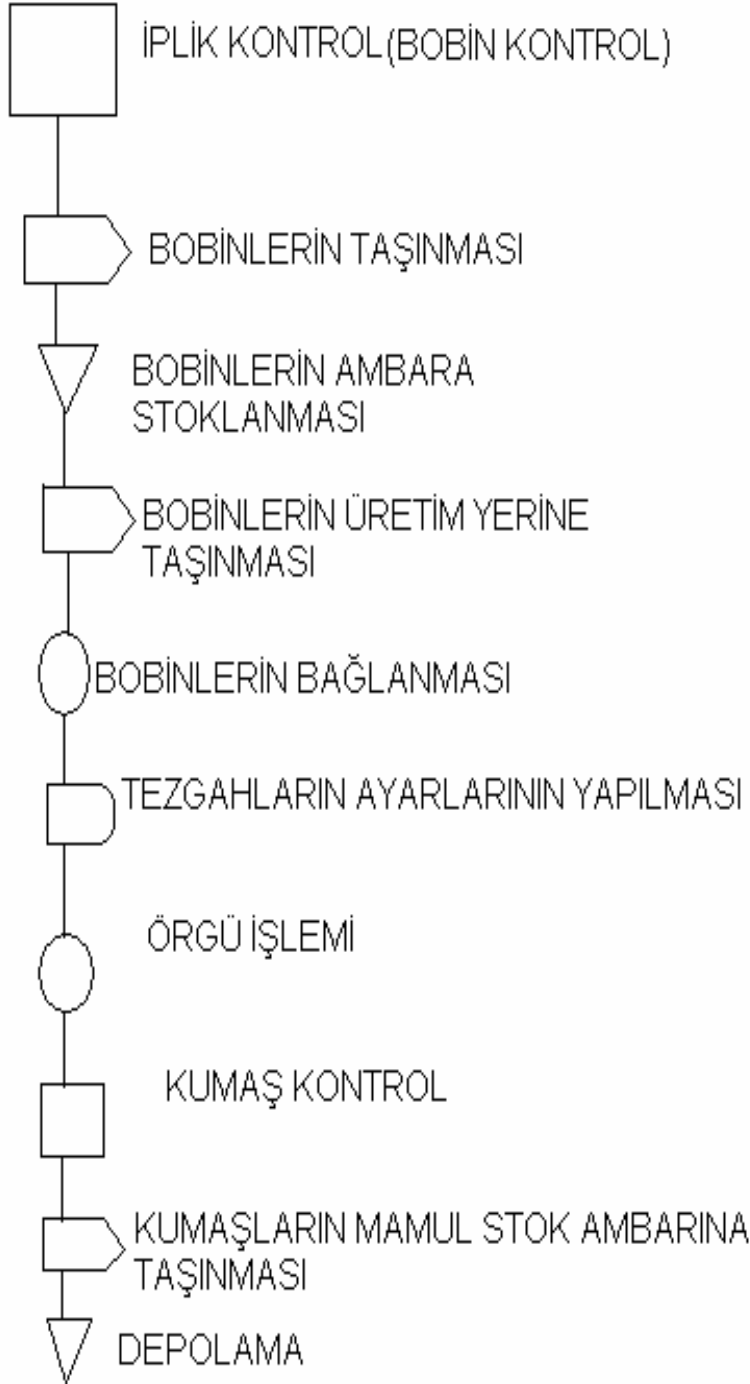 İPLİK KONTROL(BOBİN KONTROL)
BOBİNLERİN TAŞINMASI
BOBİNLERİN AMBARA
STOKLANMASI
BOBİNLERİN ÜRETİM YERİNE
TAŞINMASI
BOBİNLERİN BAĞLANMASI
TEZGAHLARIN AYARLARININ YAPILMASI
ÖRGÜ İŞLEMİ
KUMAŞ KONTROL
KUMAŞLARIN MAMUL STOK AMBARINA
TAŞINMASI
DEPOLAMA